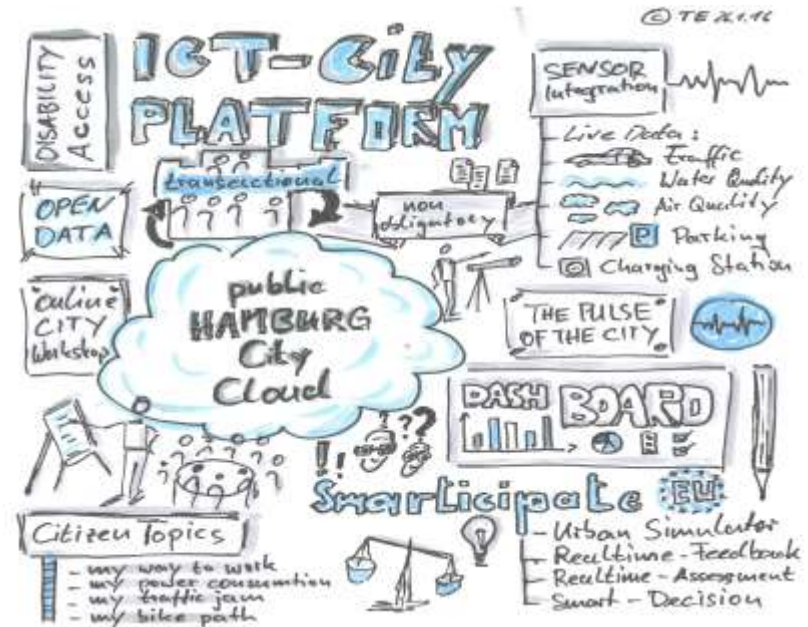 © TE 26.1.16
DISABILITY
Access
ICT-City
PLATFORM
SENSOR
Integration
Live Data:
Traffic
Water Quality
Air Quality
P Parking
Charging Station
transactional
non
obligatory
OPEN
DATA
"online"
CITY
Workshop
public
HAMBURG
City
Cloud
THE PULSE
OF THE CITY
DASH BOARD
!! ???
Smarticipate EU
- Urban Simulator
- Realtime-Feedback
- Realtime-Assessment
- Smart-Decision
Citizen Topics
- my way to work
- my power consumtion
- my traffic jam
- my bike path